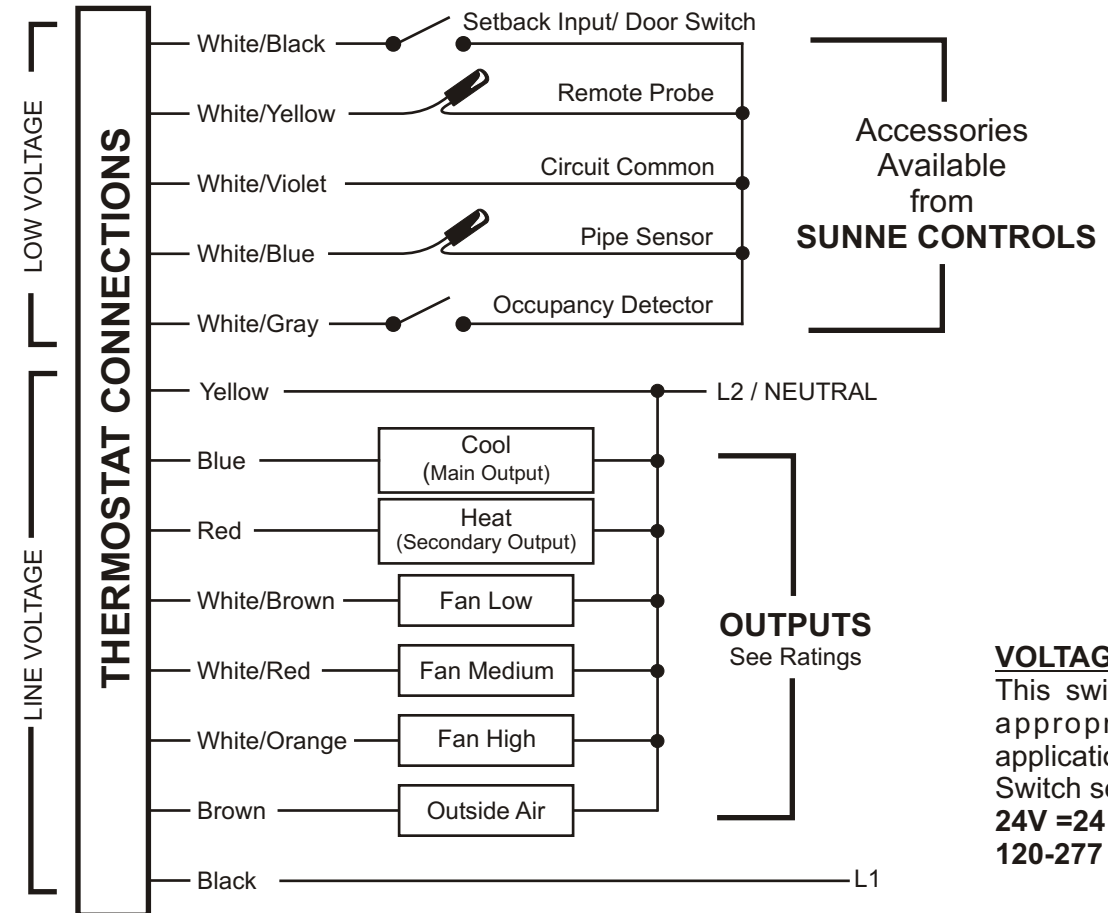 LOW VOLTAGE
LINE VOLTAGE
THERMOSTAT CONNECTIONS
White/Black
Setback Input/ Door Switch
White/Yellow
Remote Probe
White/Violet
Circuit Common
White/Blue
Pipe Sensor
White/Gray
Occupancy Detector
Accessories
Available
from
SUNNE CONTROLS
Yellow
L2 / NEUTRAL
Blue
Cool
(Main Output)
Red
Heat
(Secondary Output)
White/Brown
Fan Low
White/Red
Fan Medium
White/Orange
Fan High
Brown
Outside Air
Black
L1
OUTPUTS
See Ratings
This
Switch
24V =24
120-277